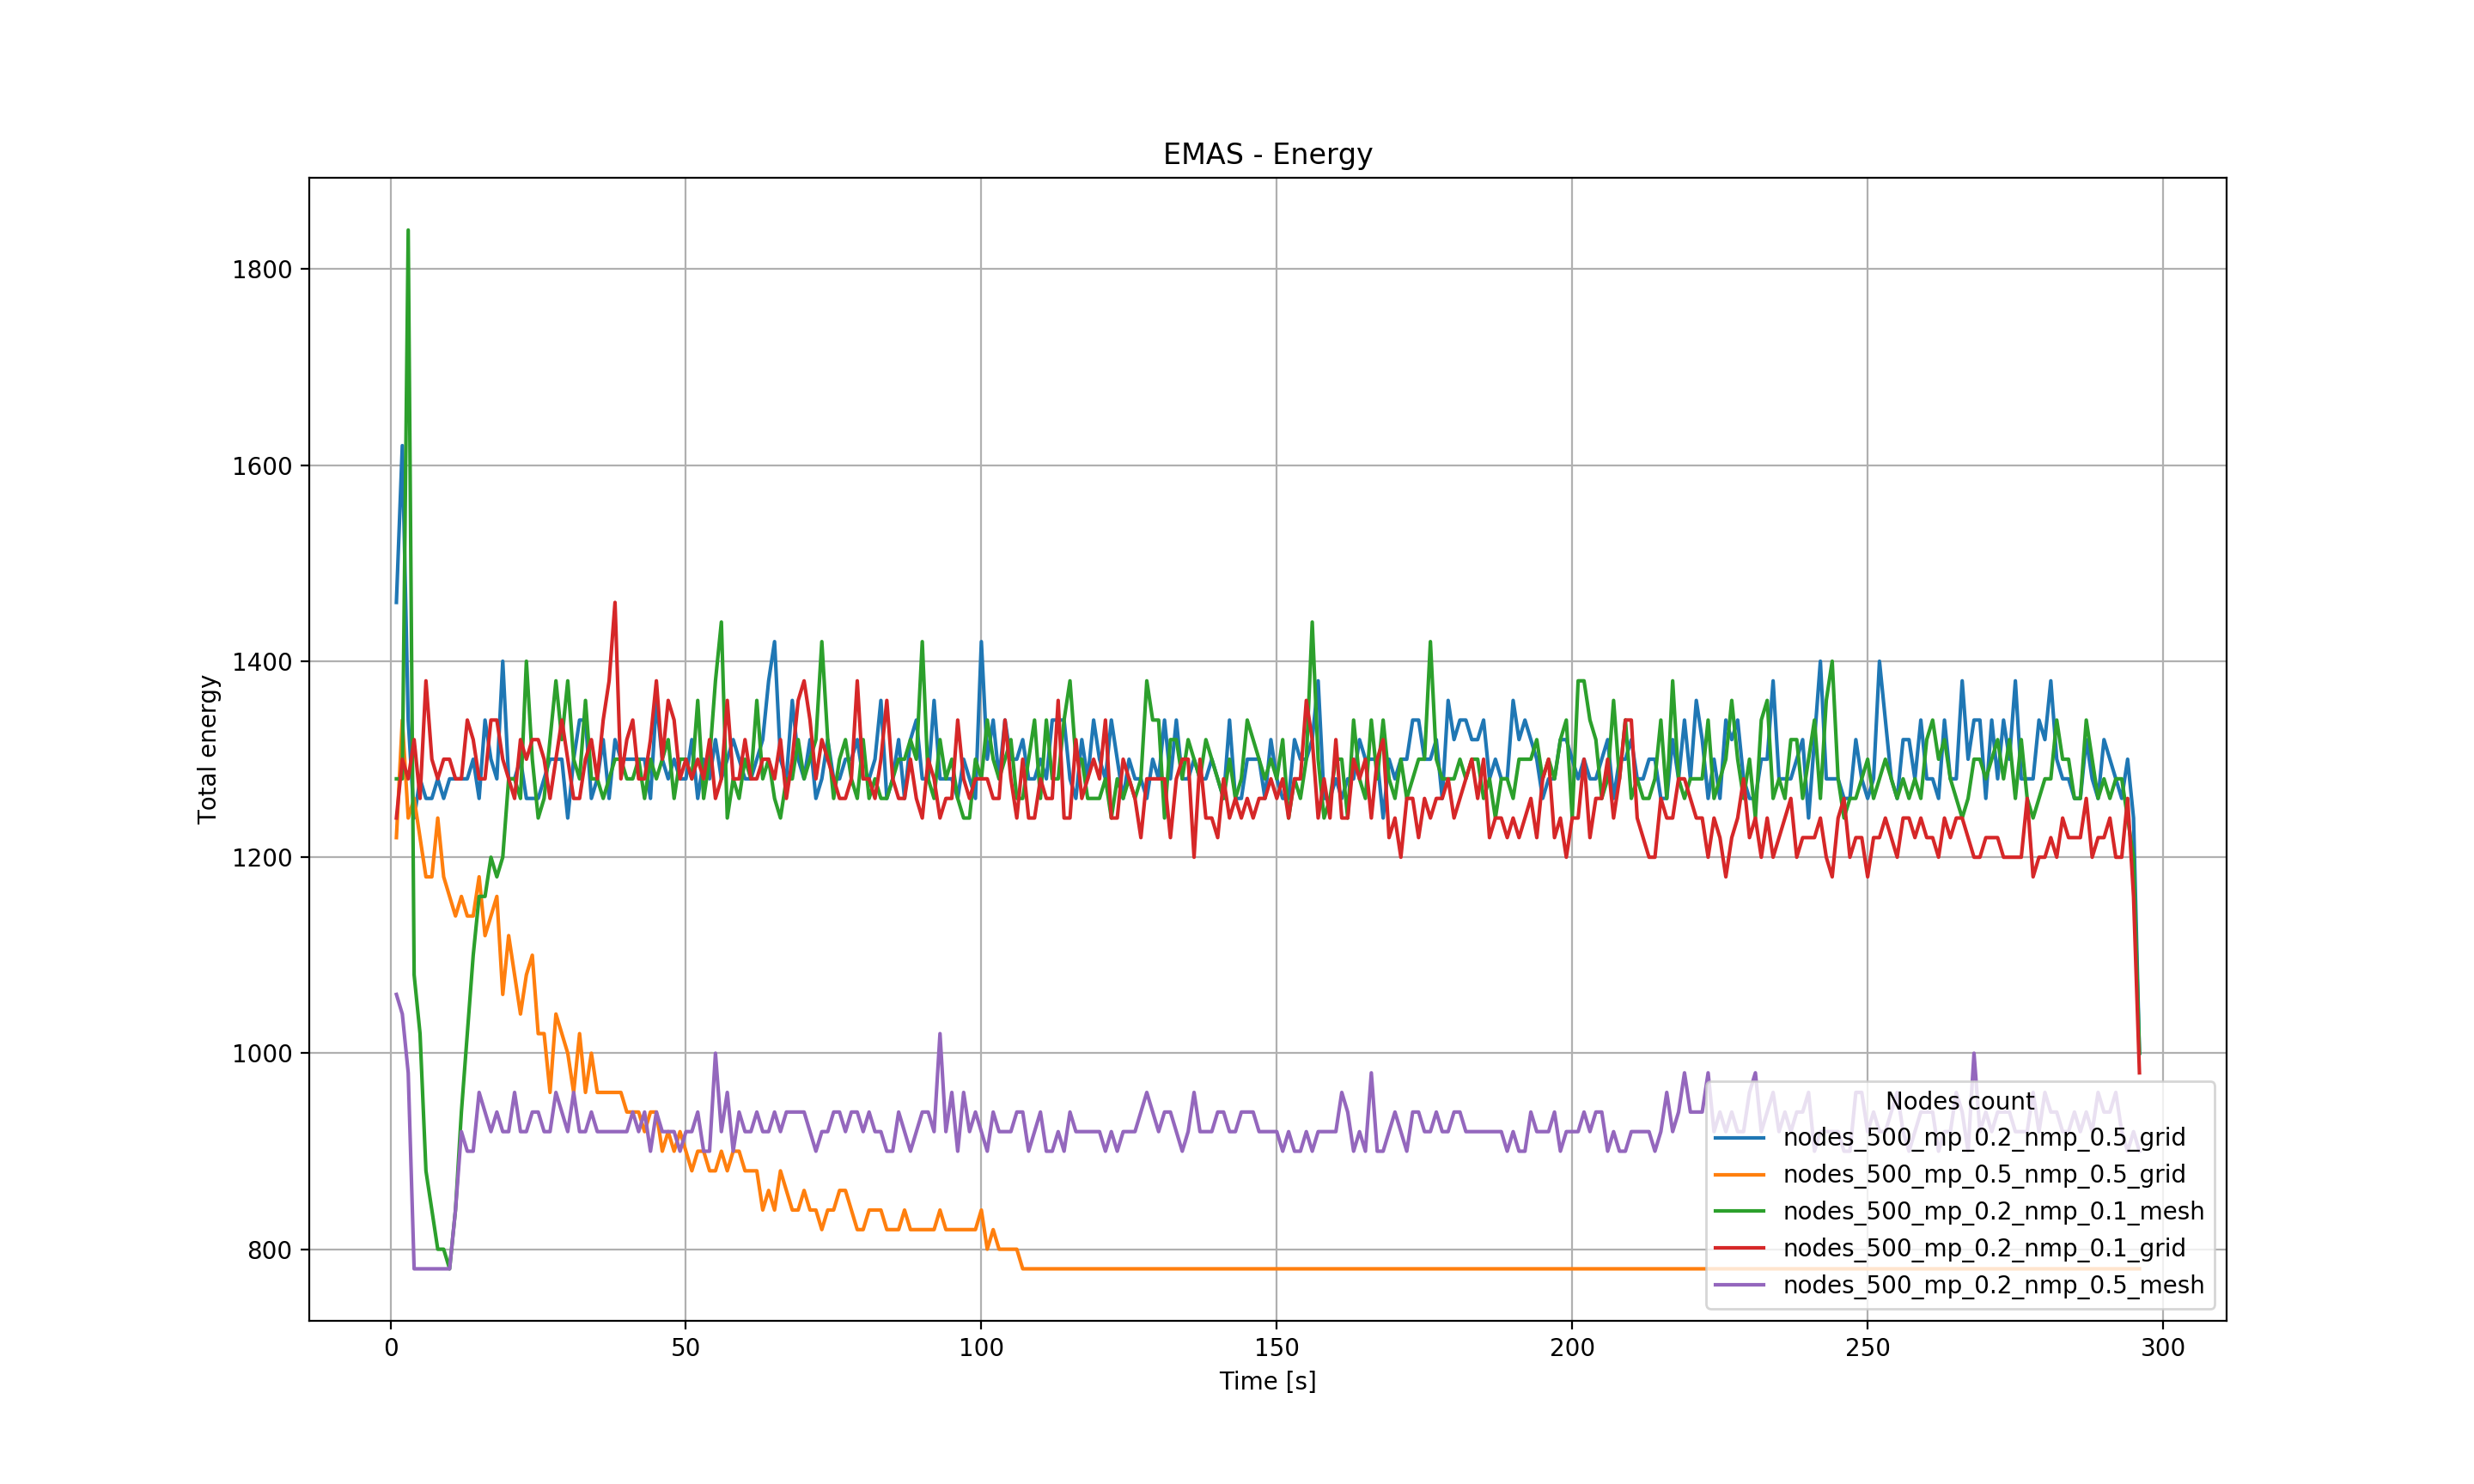 EMAS - Energy
Total energy
1800
1600
1400
1200
1000
800
0 50 100 150 200 250 300
Time [s]
Nodes count
nodes_500_mp_0.2_nmp_0.5_grid
nodes_500_mp_0.5_nmp_0.5_grid
nodes_500_mp_0.2_nmp_0.1_mesh
nodes_500_mp_0.2_nmp_0.1_grid
nodes_500_mp_0.2_nmp_0.5_mesh